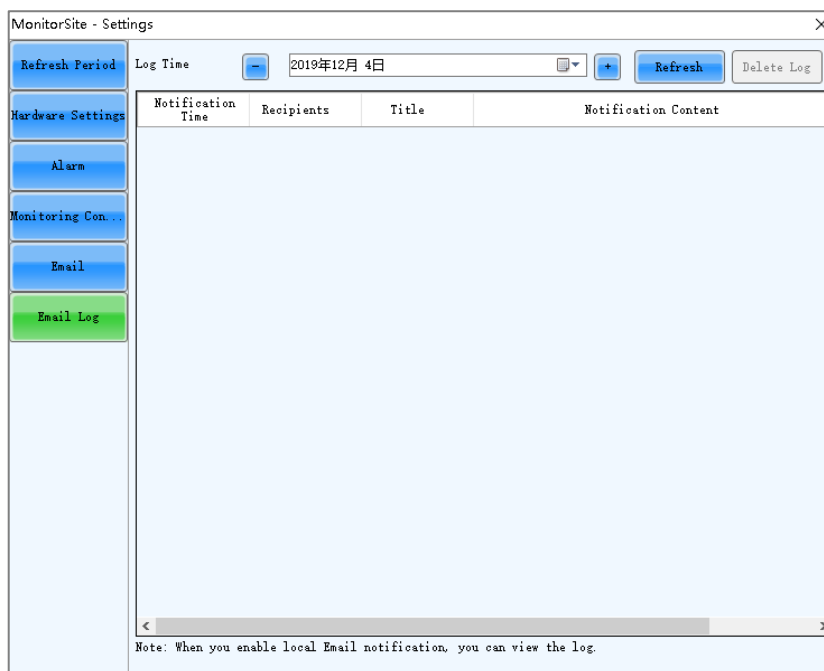 MonitorSite - Settings
Refresh Period
Log Time
2019年12月 4日
Refresh
Delete Log
Hardware Settings
Notification Time
Recipients
Title
Notification Content
Alarm
Monitoring Con...
Email
Email Log
Note: When you enable local Email notification, you can view the log.